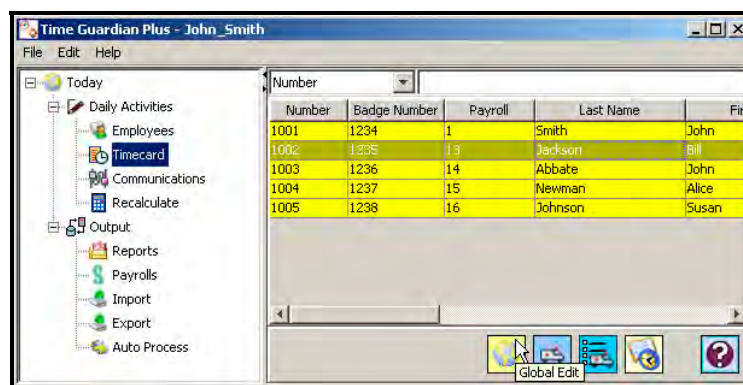 Time Guardian Plus - John_Smith
File Edit Help
Today
Daily Activities
Employees
Timecard
Communications
Recalculate
Output
Reports
Payrolls
Import
Export
Auto Process
Number
Number Badge Number Payroll Last Name Fir
1001 1234 1 Smith John
1002 1235 13 Jackson Bill
1003 1236 14 Abbate John
1004 1237 15 Newman Alice
1005 1238 16 Johnson Susan
?
Global Edit